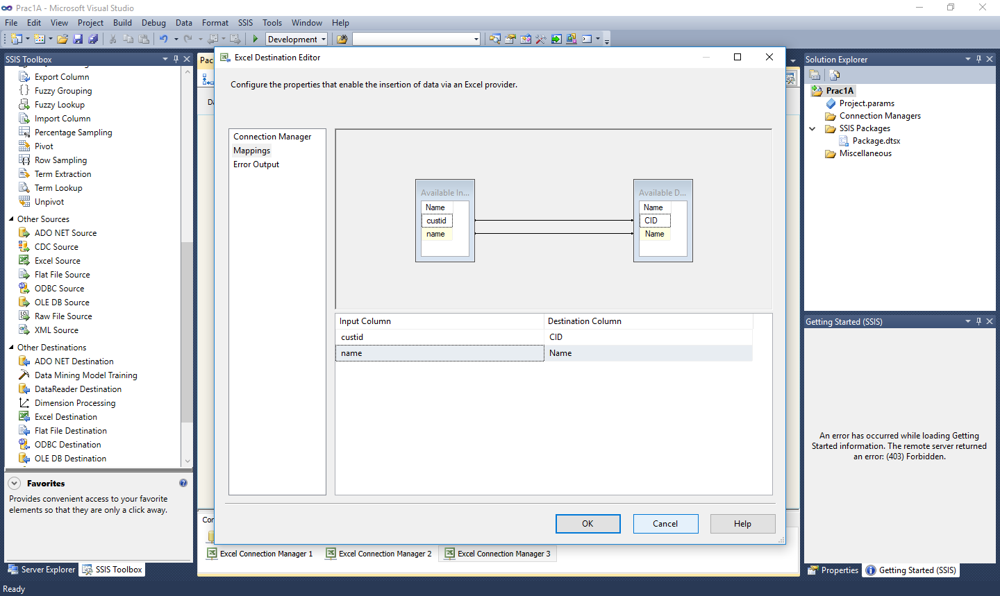 Prac1A - Microsoft Visual Studio
File Edit View Project Build Debug Data Format SSIS Tools Window Help
Development
SSIS Toolbox
Export Column
Fuzzy Grouping
Fuzzy Lookup
Import Column
Percentage Sampling
Pivot
Row Sampling
Term Extraction
Term Lookup
Unpivot
Other Sources
ADO NET Source
CDC Source
Excel Source
Flat File Source
ODBC Source
OLE DB Source
Raw File Source
XML Source
Other Destinations
ADO NET Destination
Data Mining Model Training
DataReader Destination
Dimension Processing
Excel Destination
Flat File Destination
ODBC Destination
OLE DB Destination
Favorites
Provides convenient access to your favorite
elements so that they are only a click away.
Server Explorer SSIS Toolbox
Ready
Pac
Da
Excel Destination Editor
Configure the properties that enable the insertion of data via an Excel provider.
Connection Manager
Mappings
Error Output
Available In...
Name
custid
name
Available D...
Name
CID
Name
Input Column Destination Column
custid CID
name Name
OK Cancel Help
Co
Excel Connection Manager 1 Excel Connection Manager 2 Excel Connection Manager 3
Solution Explorer
Prac1A
Project.params
Connection Managers
SSIS Packages
Package.dtsx
Miscellaneous
Getting Started (SSIS)
An error has occurred while loading Getting
Started information. The remote server returned
an error: (403) Forbidden.
Properties Getting Started (SSIS)